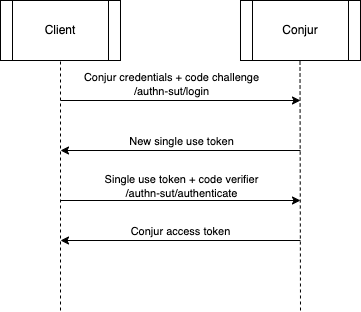 Client
Conjur
Conjur credentials + code challenge
/authn-sut/login
New single use token
Single use token + code verifier
/authn-sut/authenticate
Conjur access token